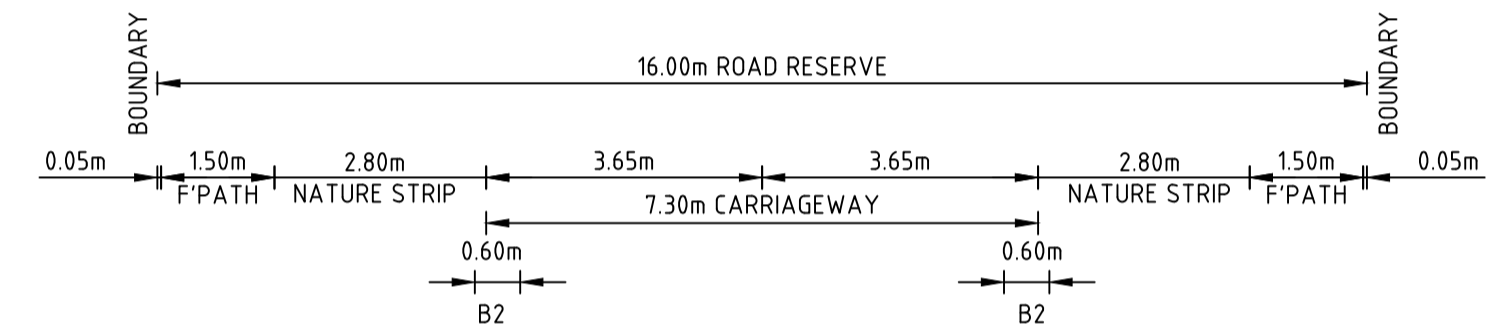 BOUNDARY
16.00m ROAD RESERVE
BOUNDARY
0.05m 1.50m 2.80m 3.65m 3.65m 2.80m 1.50m 0.05m
F'PATH NATURE STRIP NATURE STRIP F'PATH
7.30m CARRIAGEWAY
0.60m 0.60m
B2 B2